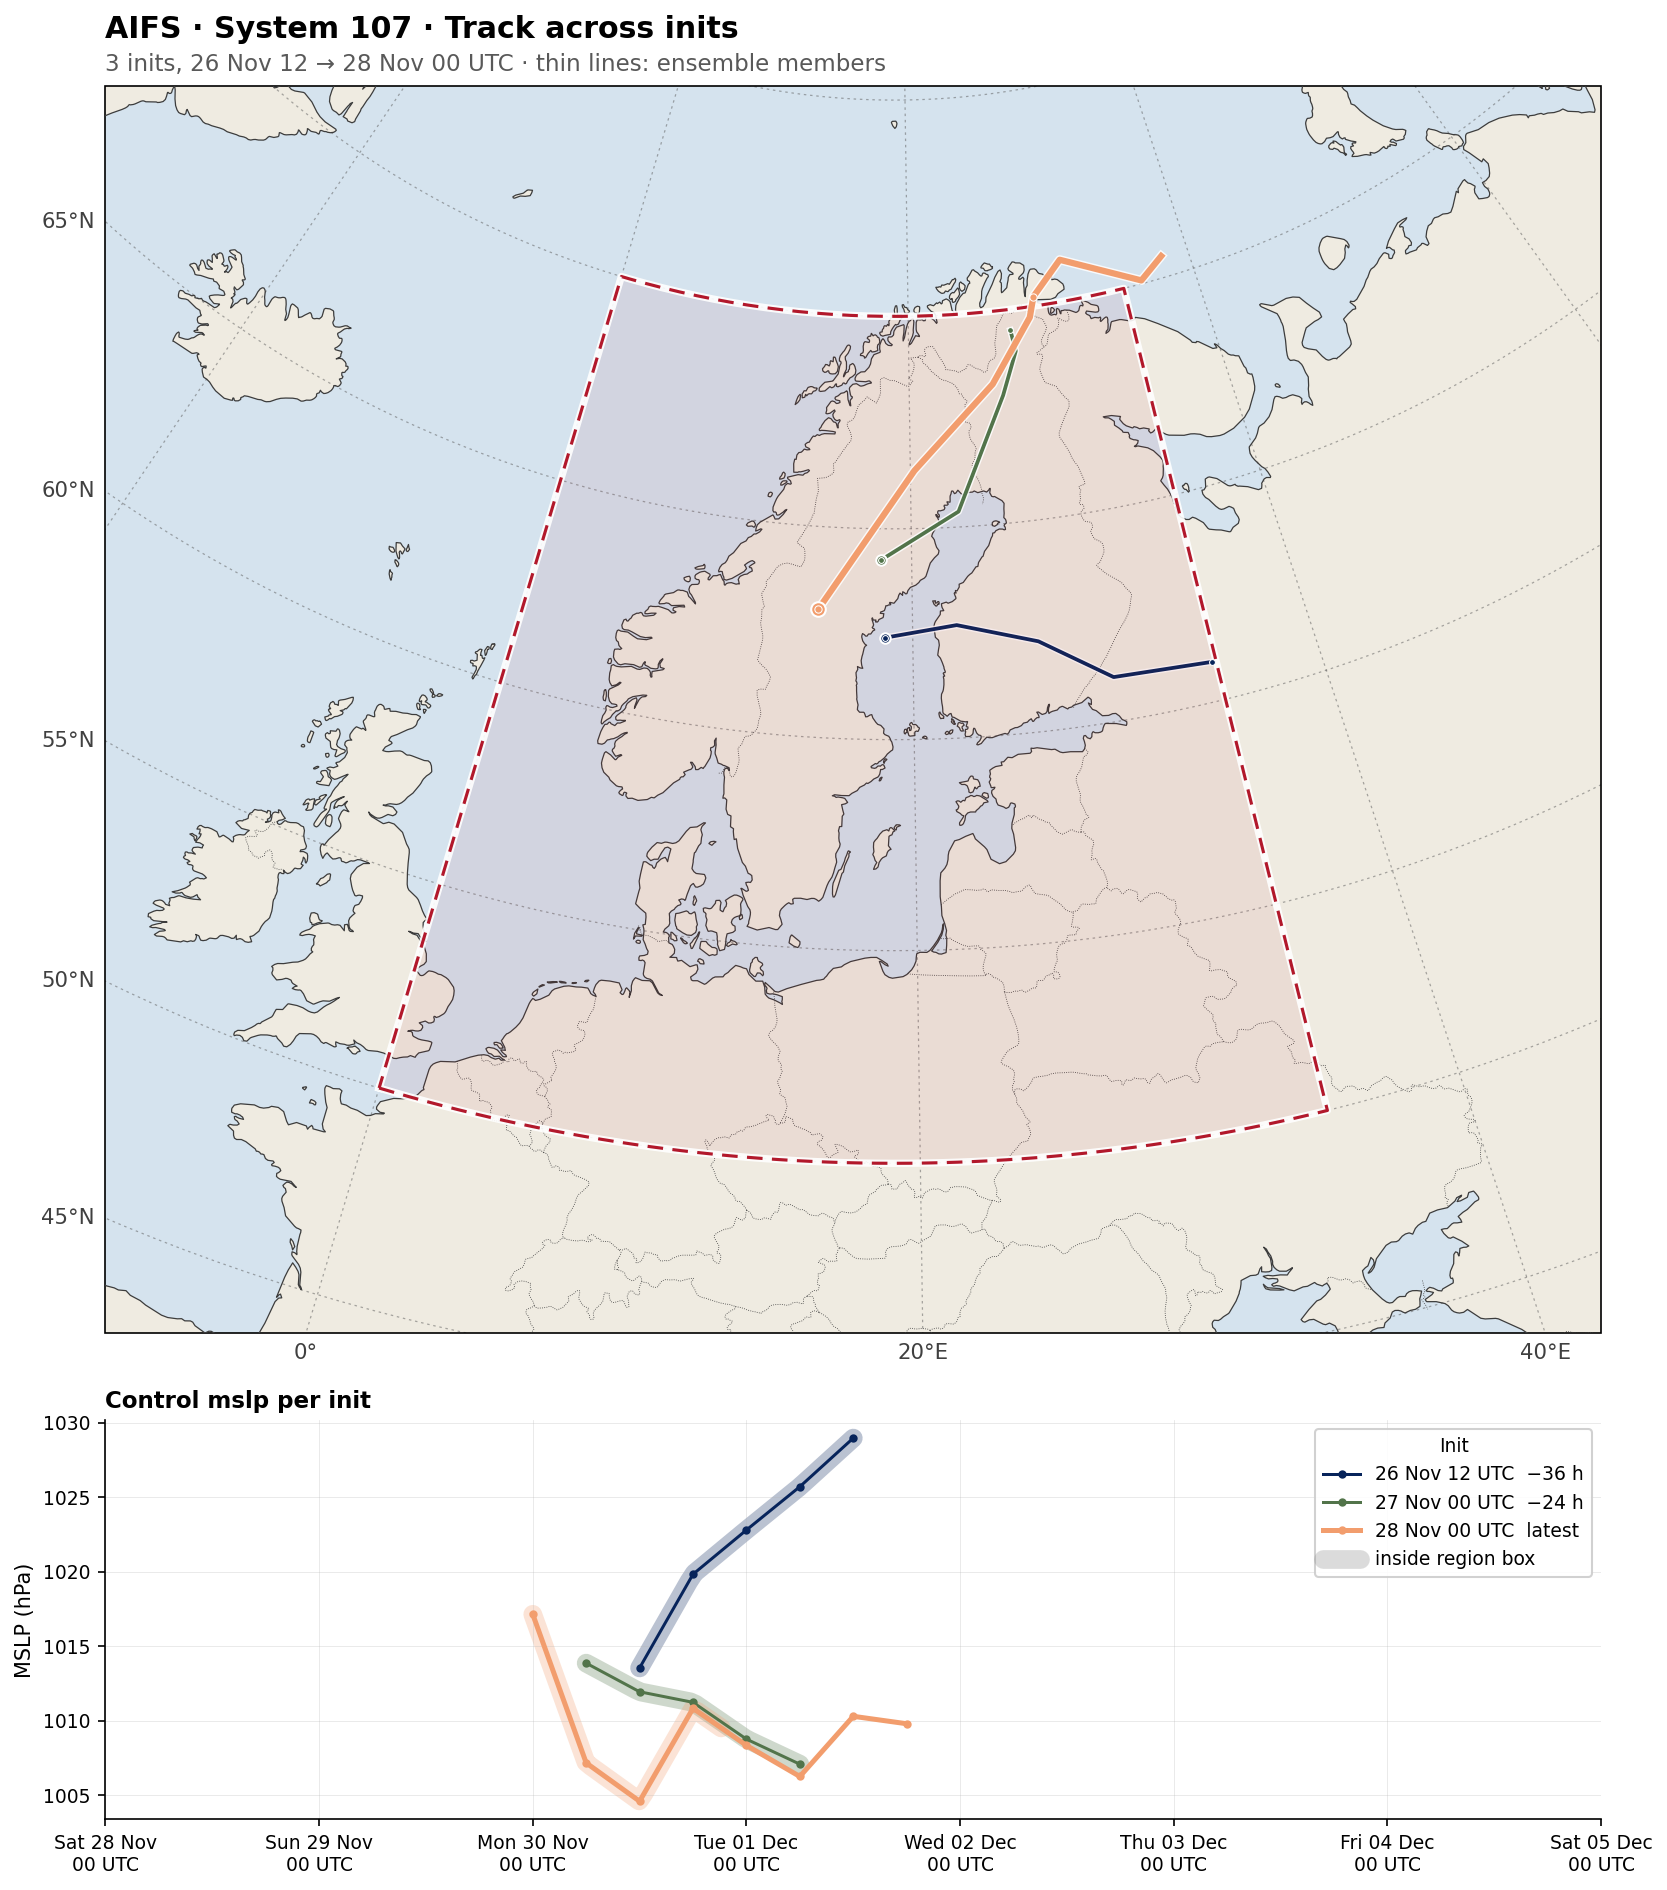 AIFS · System 107 · Track across inits
3 inits, 26 Nov 12 → 28 Nov 00 UTC · thin lines: ensemble members
65°N
60°N
55°N
50°N
45°N
0°
20°E
40°E
Control mslp per init
MSLP (hPa)
1030
1025
1020
1015
1010
1005
Init
26 Nov 12 UTC −36 h
27 Nov 00 UTC −24 h
28 Nov 00 UTC latest
inside region box
Sat 28 Nov
00 UTC
Sun 29 Nov
00 UTC
Mon 30 Nov
00 UTC
Tue 01 Dec
00 UTC
Wed 02 Dec
00 UTC
Thu 03 Dec
00 UTC
Fri 04 Dec
00 UTC
Sat 05 Dec
00 UTC